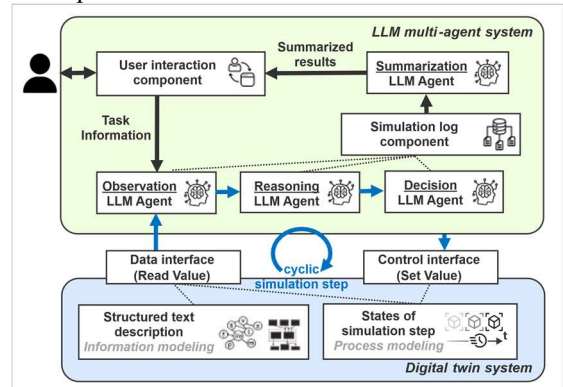 LLM multi-agent system
User interaction
component
Summarized
results
Summarization
LLM Agent
Task
Information
Simulation log
component
Observation
LLM Agent
Reasoning
LLM Agent
Decision
LLM Agent
Data interface
(Read Value)
cyclic
simulation step
Control interface
(Set Value)
Structured text
description
Information modeling
States of
simulation step
Process modeling
t
Digital twin system